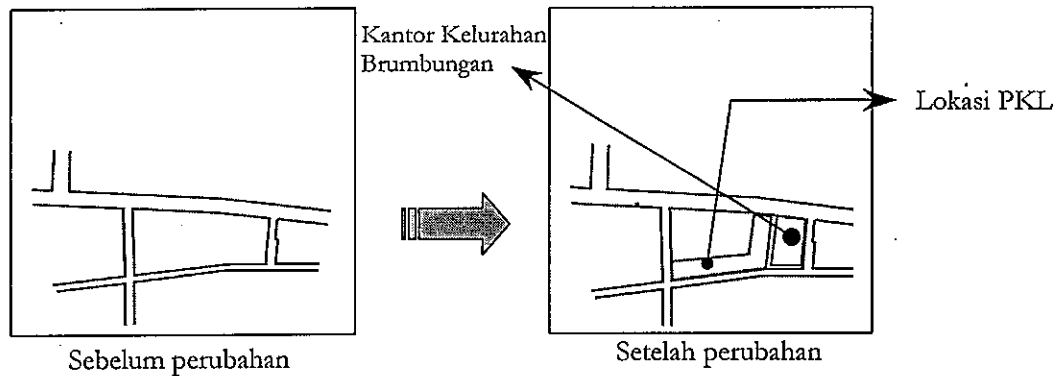 Kantor Kelurahan
Brumbungan
Lokasi PKL
Sebelum perubahan
Setelah perubahan